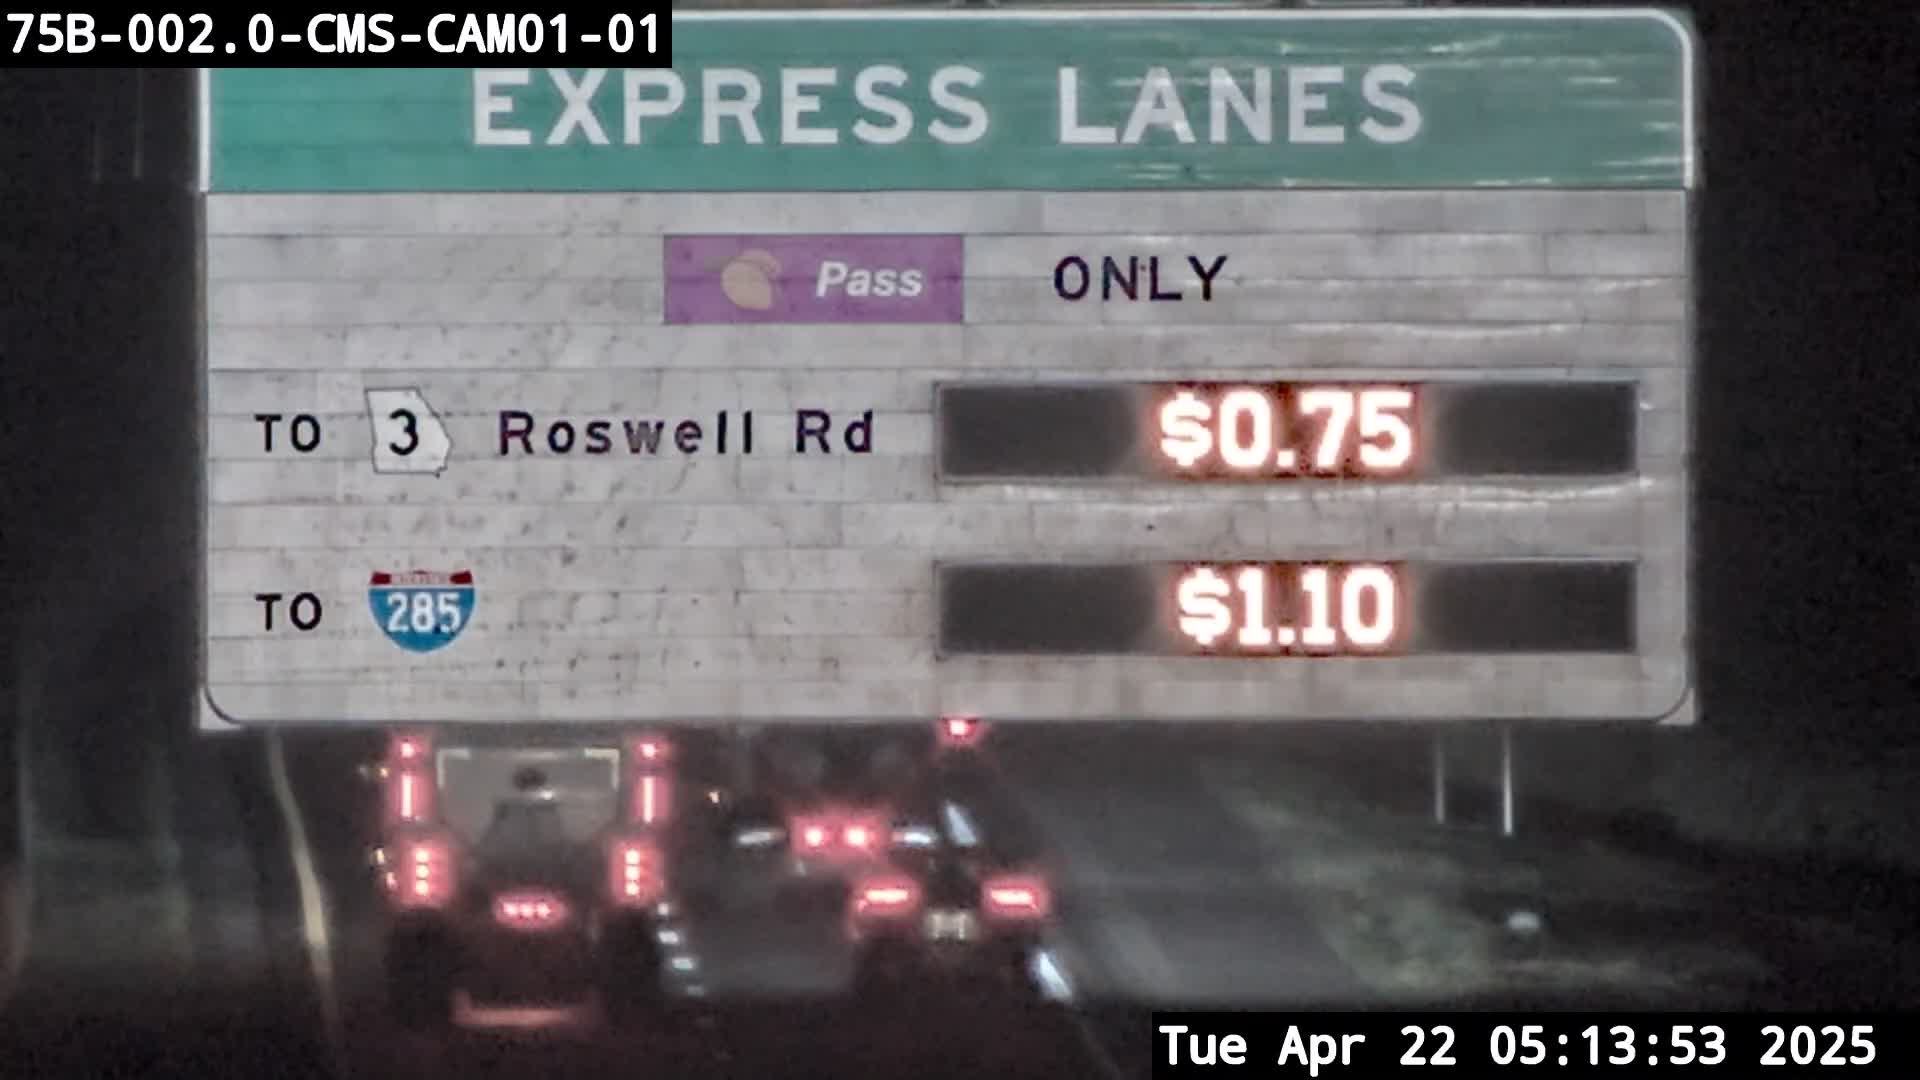 75B-002.0-CMS-CAM01-01
EXPRESS LANES
Pass ONLY
TO 3 Roswell Rd $0.75
TO 285 $1.10
Tue Apr 22 05:13:53 2025